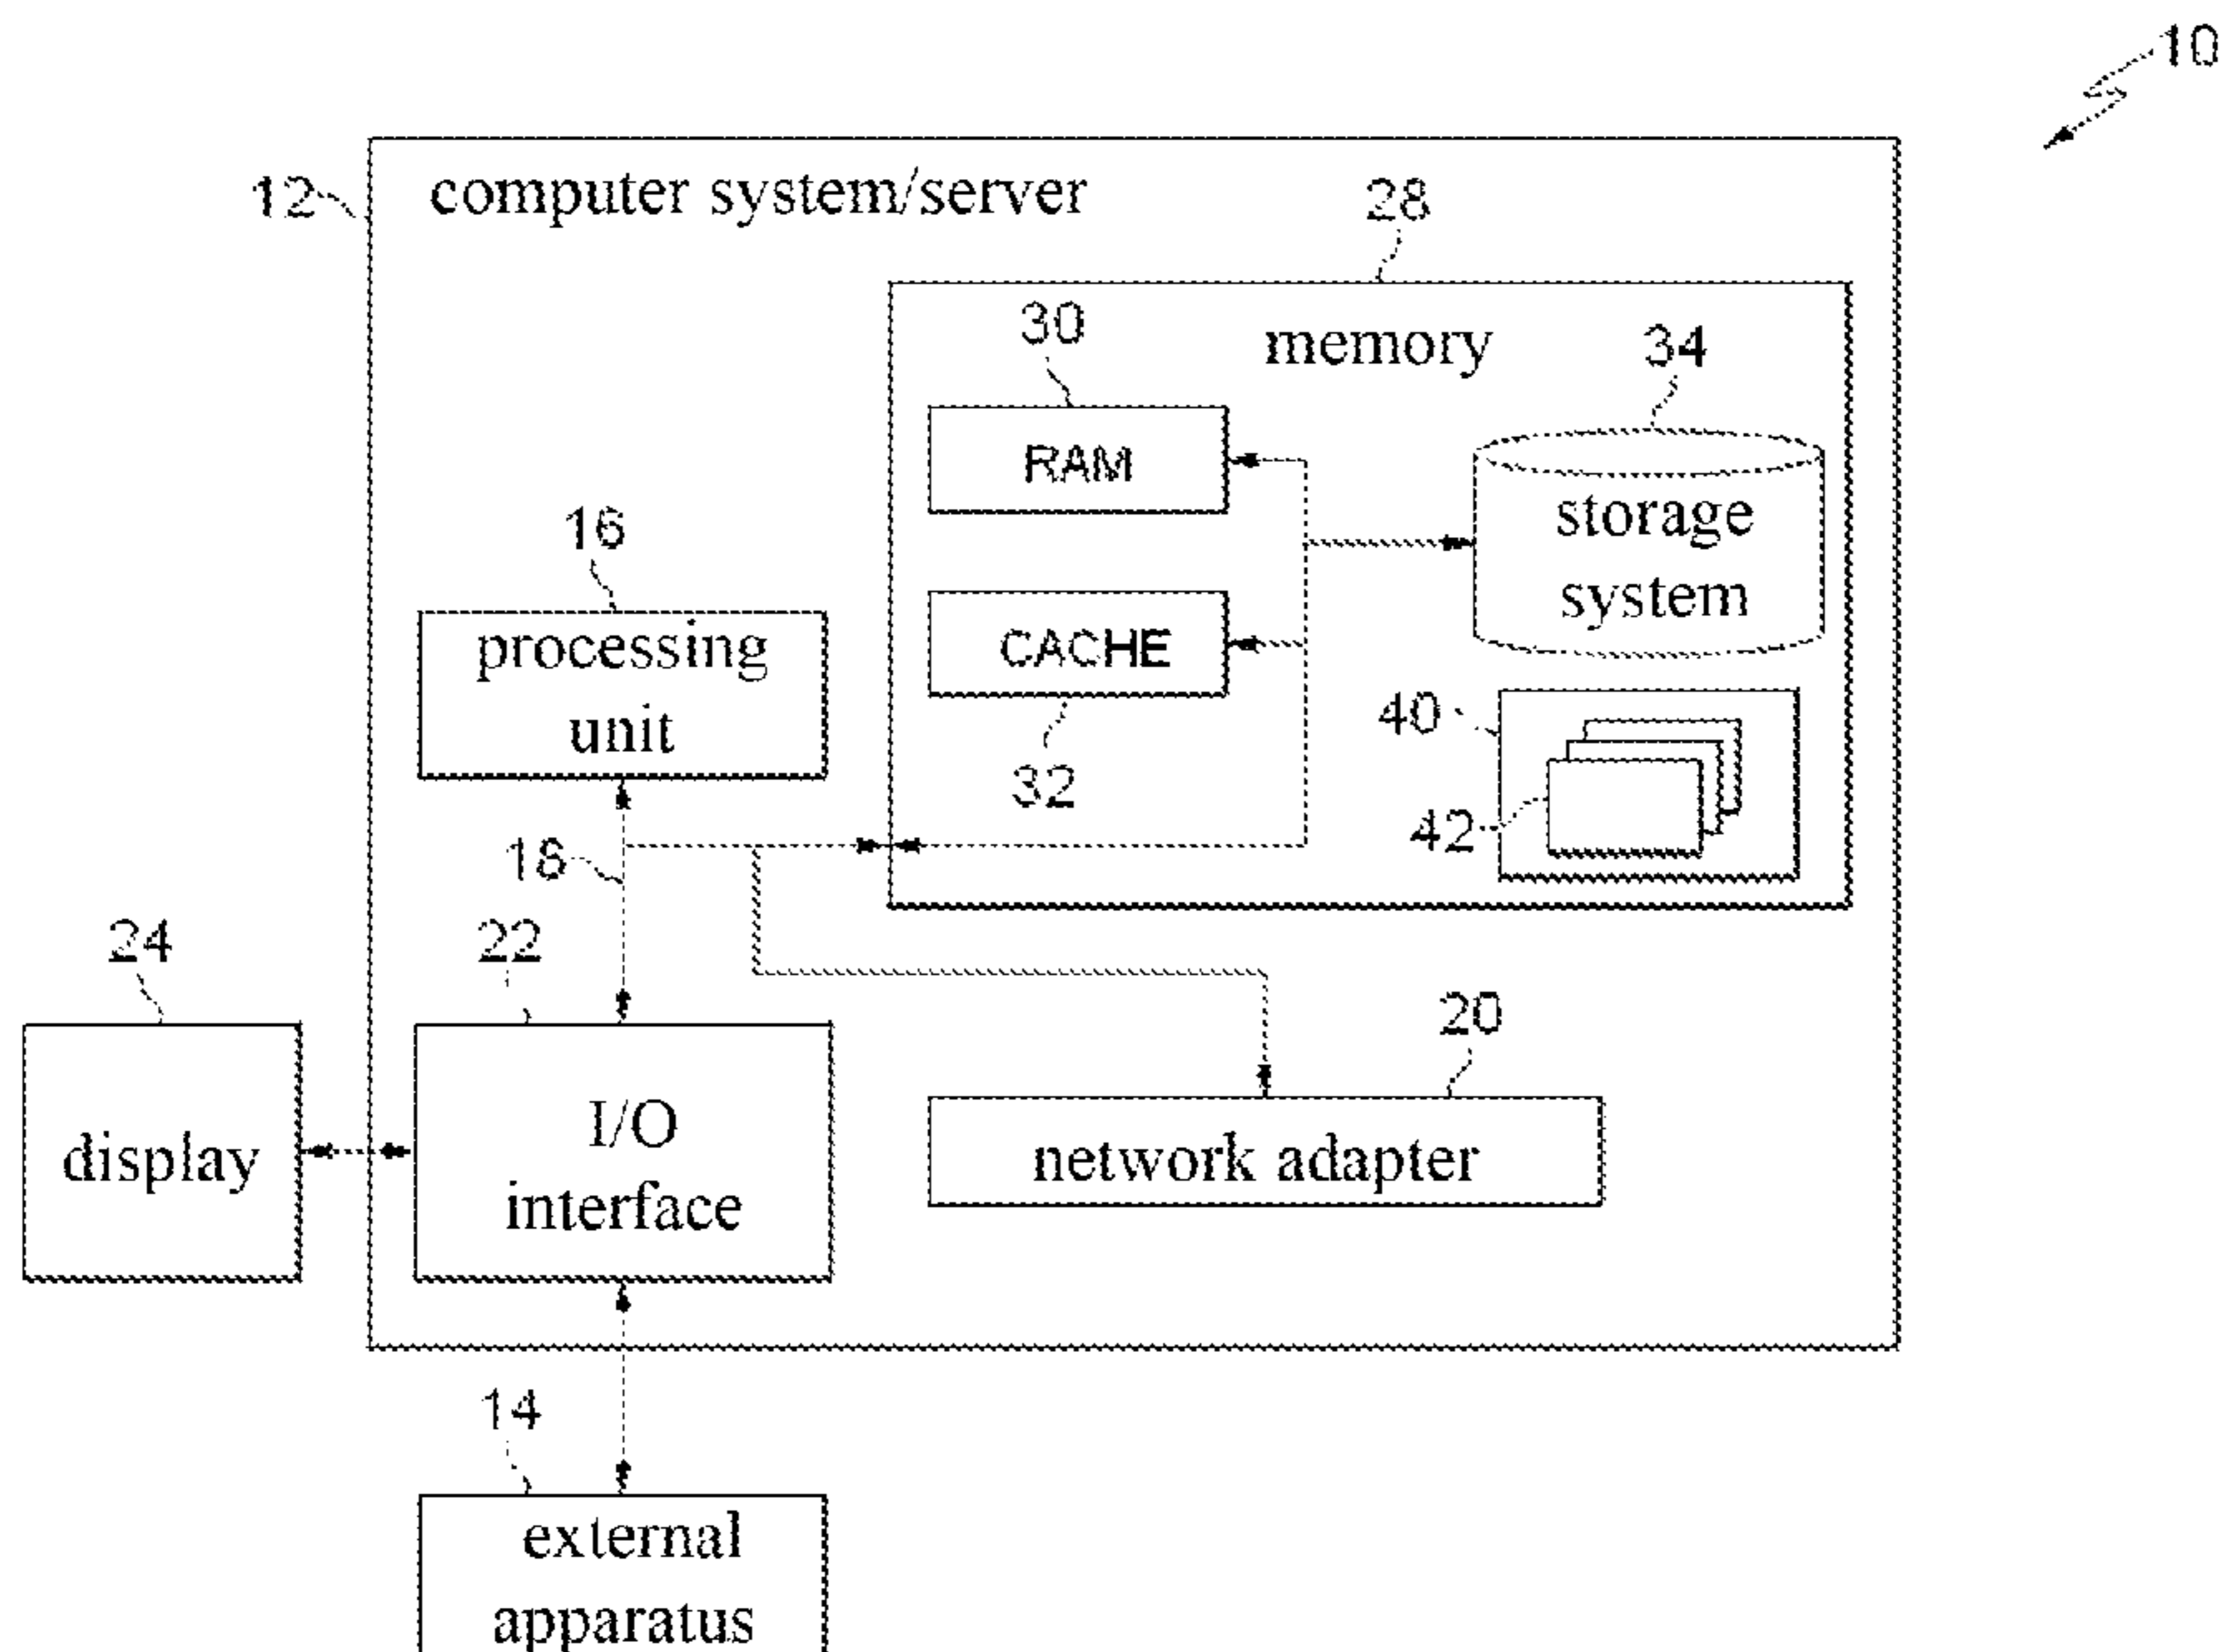 10
12
computer system/server
28
30
memory
34
RAM
storage
system
16
processing
unit
CACHE
32
40
42
18
24
22
20
display
I/O
interface
network adapter
14
external
apparatus